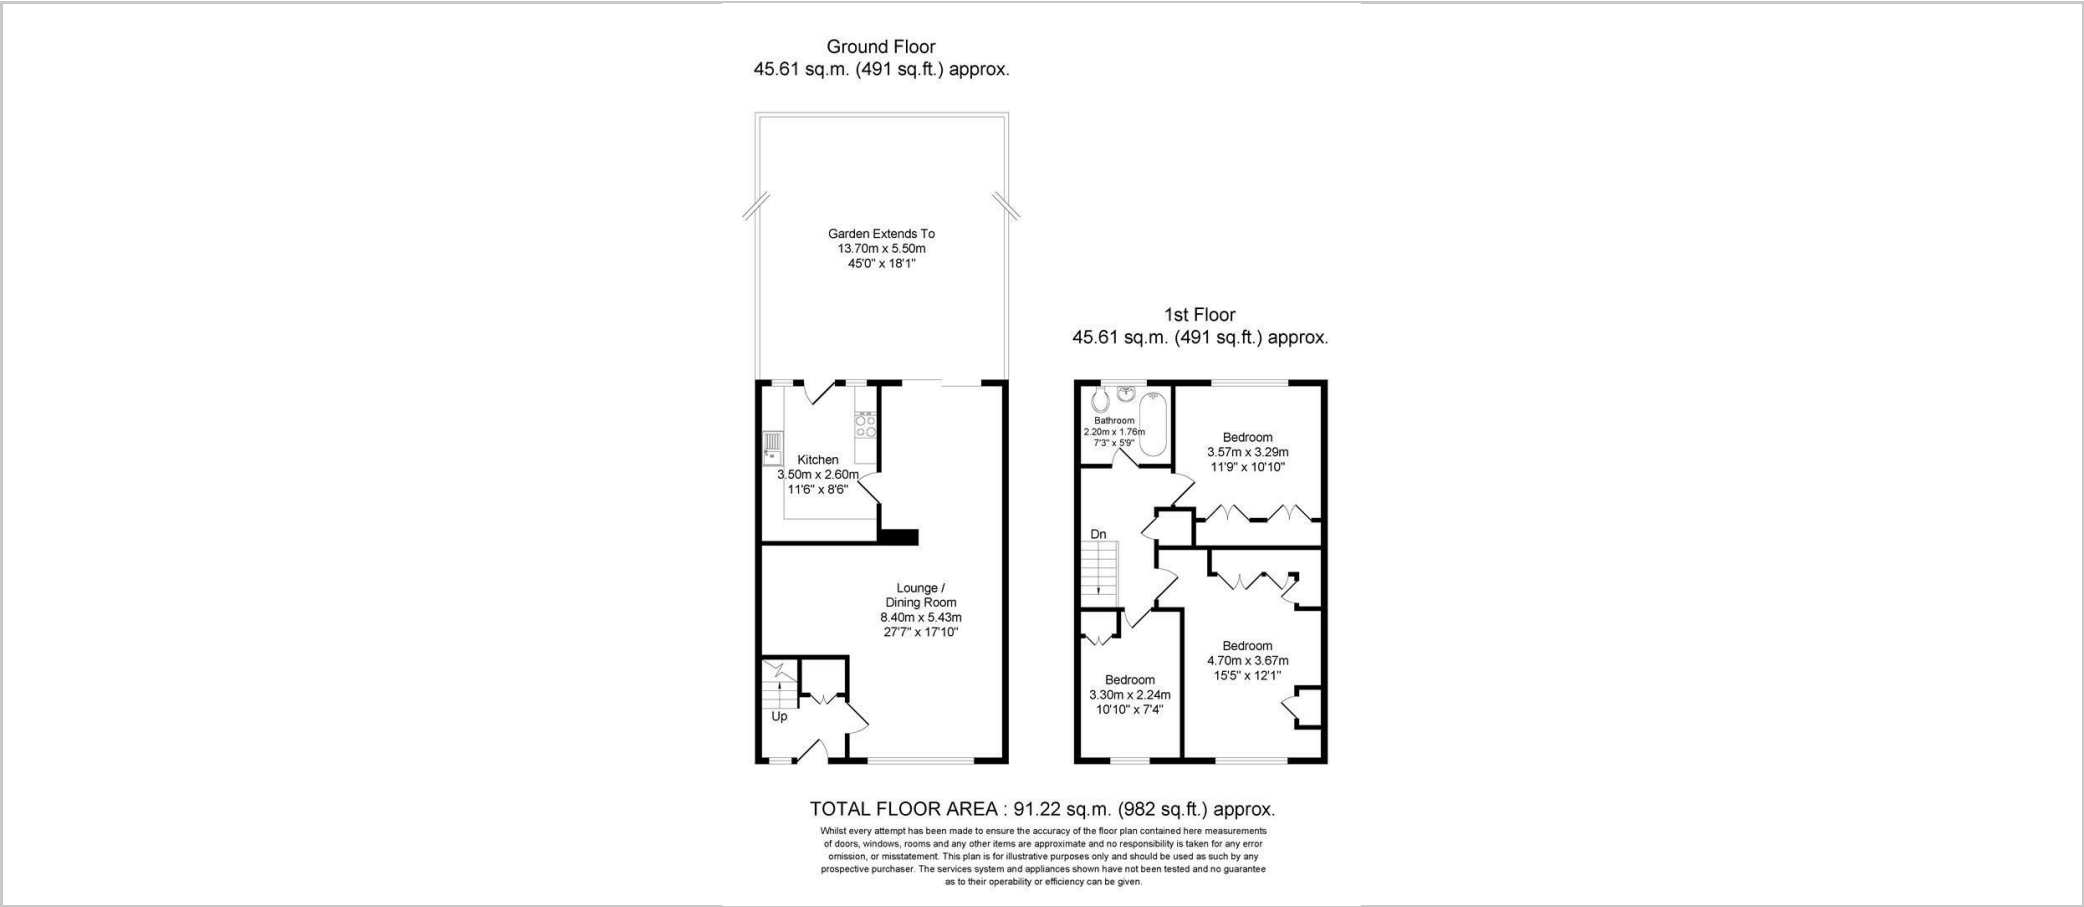 Ground Floor
45.61 sq.m. (491 sq.ft.) approx.
Garden Extends To
13.70m x 5.50m
45'0" x 18'1"
Kitchen
3.50m x 2.60m
11'6" x 8'6"
Lounge /
Dining Room
8.40m x 5.43m
27'7" x 17'10"
Up
1st Floor
45.61 sq.m. (491 sq.ft.) approx.
Bathroom
2.20m x 1.76m
7'3" x 5'9"
Bedroom
3.57m x 3.29m
11'9" x 10'10"
Dn
Bedroom
4.70m x 3.67m
15'5" x 12'1"
Bedroom
3.30m x 2.24m
10'10" x 7'4"
TOTAL FLOOR AREA : 91.22 sq.m. (982 sq.ft.) approx.
Whilst every attempt has been made to ensure the accuracy of the floor plan contained here measurements
of doors, windows, rooms and any other items are approximate and no responsibility is taken for any error
omission, or misstatement. This plan is for illustrative purposes only and should be used as such by any
prospective purchaser. The services system and appliances shown have not been tested and no guarantee
as to their operability or efficiency can be given.